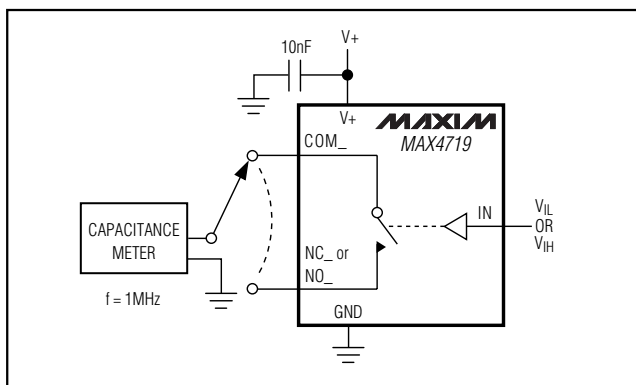 10nF
V+
V+
MAXIM
MAX4719
COM_
IN
V_IL
OR
V_IH
CAPACITANCE
METER
NC_ or
NO_
f = 1MHz
GND